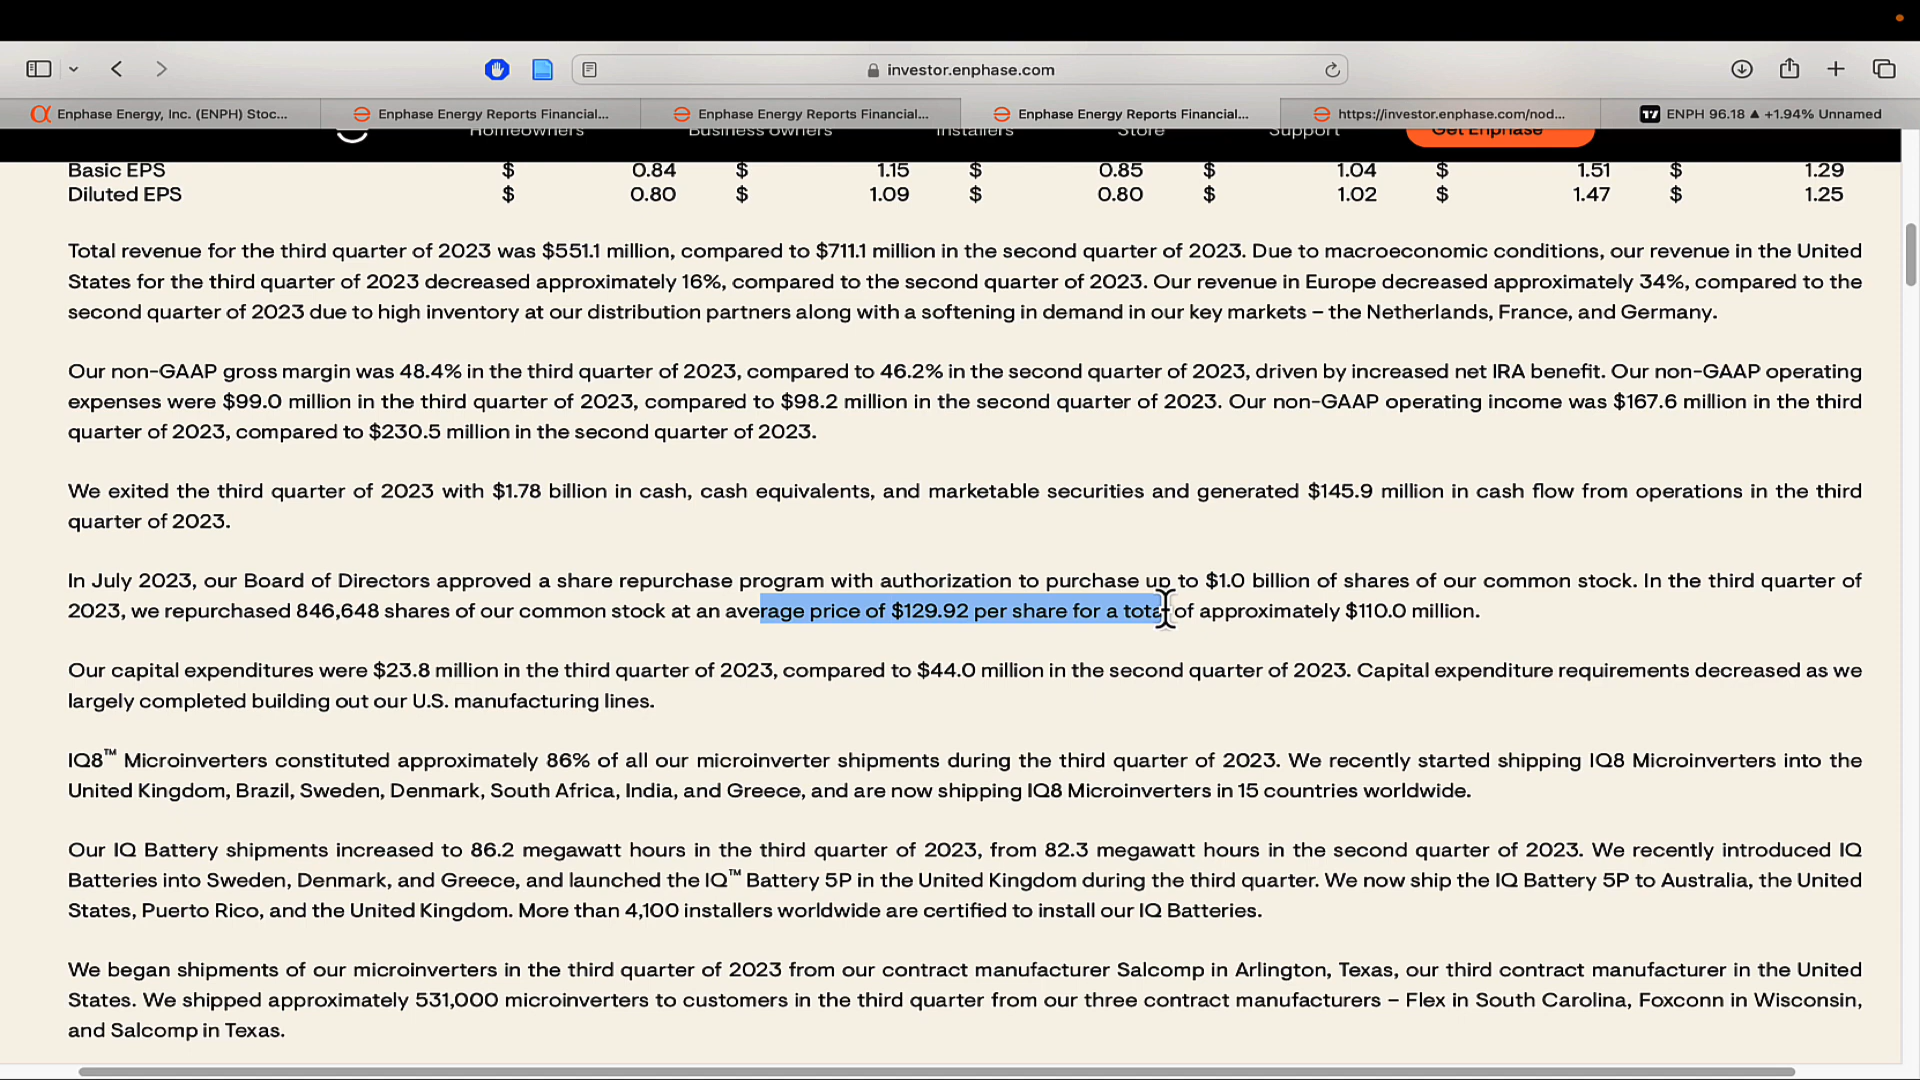 investor.enphase.com
Enphase Energy, Inc. (ENPH) Stoc...
Enphase Energy Reports Financial...
Enphase Energy Reports Financial...
Enphase Energy Reports Financial...
https://investor.enphase.com/nod...
ENPH 96.18 ▲ +1.94% Unnamed
Homeowners Business owners Installers Store Support Get Enphase
Basic EPS $ 0.84 $ 1.15 $ 0.85 $ 1.04 $ 1.51 $ 1.29
Diluted EPS $ 0.80 $ 1.09 $ 0.80 $ 1.02 $ 1.47 $ 1.25
Total revenue for the third quarter of 2023 was $551.1 million, compared to $711.1 million in the second quarter of 2023. Due to macroeconomic conditions, our revenue in the United
States for the third quarter of 2023 decreased approximately 16%, compared to the second quarter of 2023. Our revenue in Europe decreased approximately 34%, compared to the
second quarter of 2023 due to high inventory at our distribution partners along with a softening in demand in our key markets – the Netherlands, France, and Germany.
Our non-GAAP gross margin was 48.4% in the third quarter of 2023, compared to 46.2% in the second quarter of 2023, driven by increased net IRA benefit. Our non-GAAP operating
expenses were $99.0 million in the third quarter of 2023, compared to $98.2 million in the second quarter of 2023. Our non-GAAP operating income was $167.6 million in the third
quarter of 2023, compared to $230.5 million in the second quarter of 2023.
We exited the third quarter of 2023 with $1.78 billion in cash, cash equivalents, and marketable securities and generated $145.9 million in cash flow from operations in the third
quarter of 2023.
In July 2023, our Board of Directors approved a share repurchase program with authorization to purchase up to $1.0 billion of shares of our common stock. In the third quarter of
2023, we repurchased 846,648 shares of our common stock at an average price of $129.92 per share for a total of approximately $110.0 million.
Our capital expenditures were $23.8 million in the third quarter of 2023, compared to $44.0 million in the second quarter of 2023. Capital expenditure requirements decreased as we
largely completed building out our U.S. manufacturing lines.
IQ8™ Microinverters constituted approximately 86% of all our microinverter shipments during the third quarter of 2023. We recently started shipping IQ8 Microinverters into the
United Kingdom, Brazil, Sweden, Denmark, South Africa, India, and Greece, and are now shipping IQ8 Microinverters in 15 countries worldwide.
Our IQ Battery shipments increased to 86.2 megawatt hours in the third quarter of 2023, from 82.3 megawatt hours in the second quarter of 2023. We recently introduced IQ
Batteries into Sweden, Denmark, and Greece, and launched the IQ™ Battery 5P in the United Kingdom during the third quarter. We now ship the IQ Battery 5P to Australia, the United
States, Puerto Rico, and the United Kingdom. More than 4,100 installers worldwide are certified to install our IQ Batteries.
We began shipments of our microinverters in the third quarter of 2023 from our contract manufacturer Salcomp in Arlington, Texas, our third contract manufacturer in the United
States. We shipped approximately 531,000 microinverters to customers in the third quarter from our three contract manufacturers – Flex in South Carolina, Foxconn in Wisconsin,
and Salcomp in Texas.